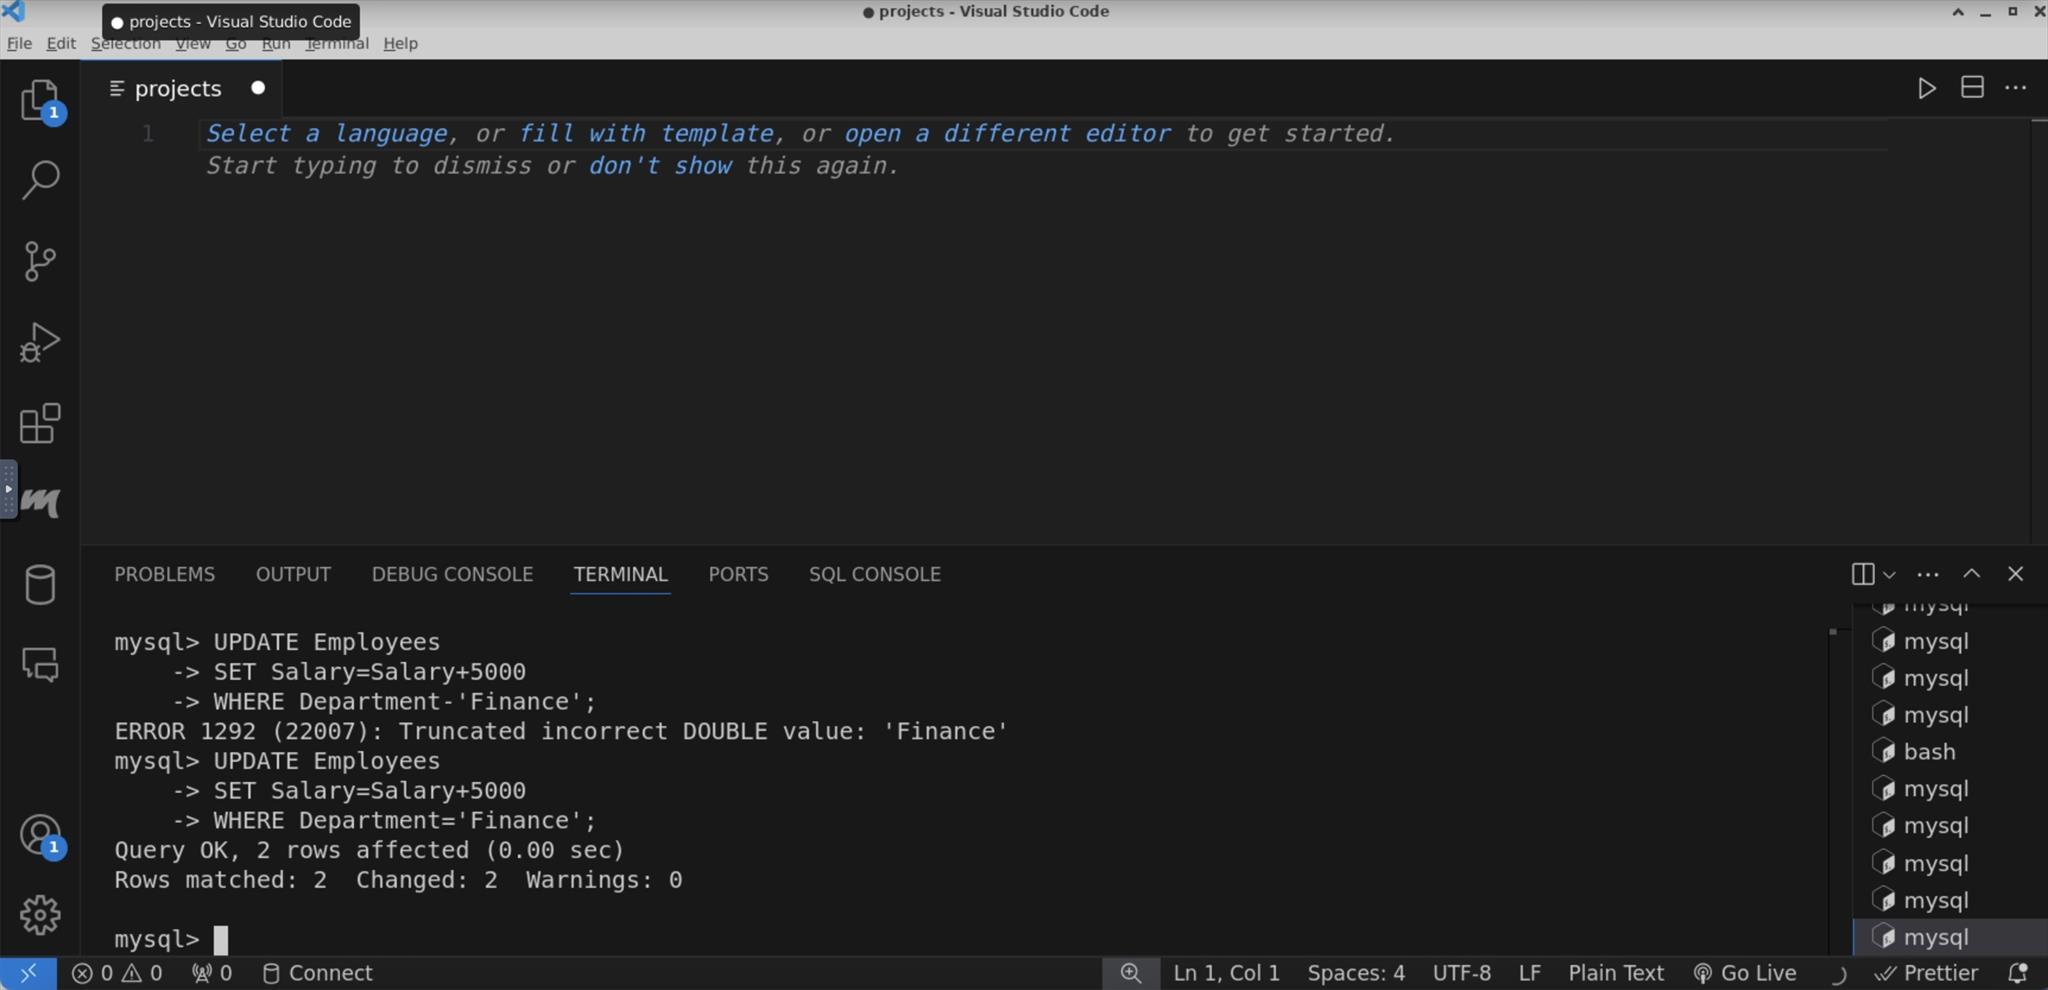 projects - Visual Studio Code
● projects - Visual Studio Code
File Edit Selection View Go Run Terminal Help
projects
1 Select a language, or fill with template, or open a different editor to get started.
Start typing to dismiss or don't show this again.
1
PROBLEMS OUTPUT DEBUG CONSOLE TERMINAL PORTS SQL CONSOLE
mysql> UPDATE Employees
-> SET Salary=Salary+5000
-> WHERE Department-'Finance';
ERROR 1292 (22007): Truncated incorrect DOUBLE value: 'Finance'
mysql> UPDATE Employees
-> SET Salary=Salary+5000
-> WHERE Department='Finance';
Query OK, 2 rows affected (0.00 sec)
Rows matched: 2  Changed: 2  Warnings: 0
mysql>
mysql
mysql
mysql
mysql
bash
mysql
mysql
mysql
mysql
mysql
1
0 0 0 Connect Ln 1, Col 1 Spaces: 4 UTF-8 LF Plain Text Go Live Prettier